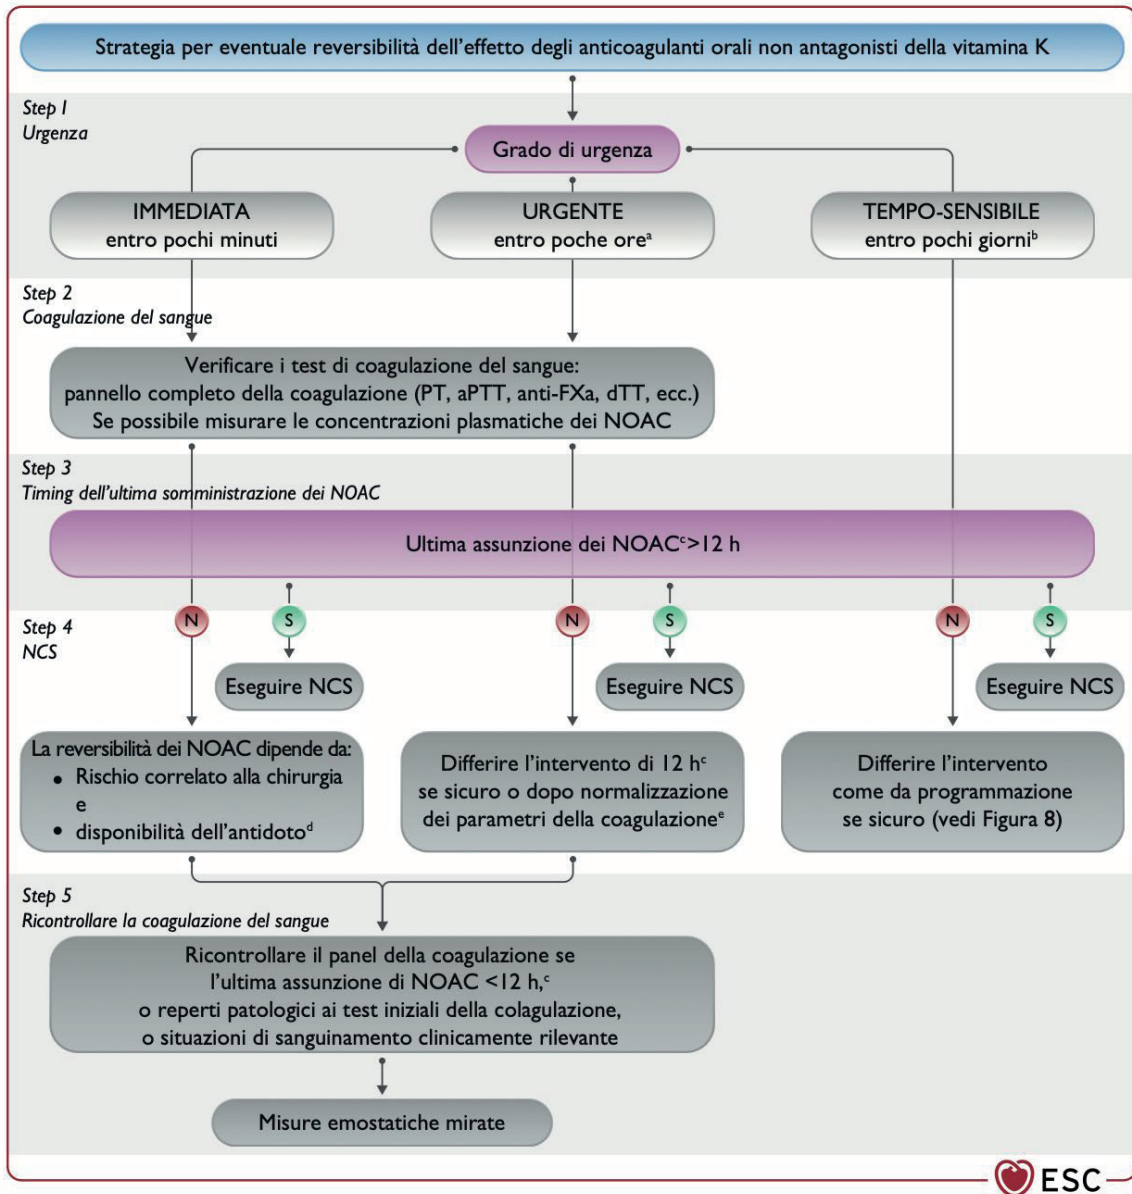 Strategia per eventuale reversibilità dell'effetto degli anticoagulanti orali non antagonisti della vitamina K
Step 1
Urgenza
Grado di urgenza
IMMEDIATA
entro pochi minuti
URGENTE
entro poche oreᵃ
TEMPO-SENSIBILE
entro pochi giorniᵇ
Step 2
Coagulazione del sangue
Verificare i test di coagulazione del sangue:
pannello completo della coagulazione (PT, aPTT, anti-FXa, dTT, ecc.)
Se possibile misurare le concentrazioni plasmatiche dei NOAC
Step 3
Timing dell'ultima somministrazione dei NOAC
Ultima assunzione dei NOACᶜ>12 h
N
S
N
S
N
S
Step 4
NCS
Eseguire NCS
Eseguire NCS
Eseguire NCS
La reversibilità dei NOAC dipende da:
• Rischio correlato alla chirurgia
e
• disponibilità dell'antidotoᵈ
Differire l'intervento di 12 hᶜ
se sicuro o dopo normalizzazione
dei parametri della coagulazioneᵉ
Differire l'intervento
come da programmazione
se sicuro (vedi Figura 8)
Step 5
Ricontrollare la coagulazione del sangue
Ricontrollare il panel della coagulazione se
l'ultima assunzione di NOAC <12 h,ᶜ
o reperti patologici ai test iniziali della colagulazione,
o situazioni di sanguinamento clinicamente rilevante
Misure emostatiche mirate
ESC